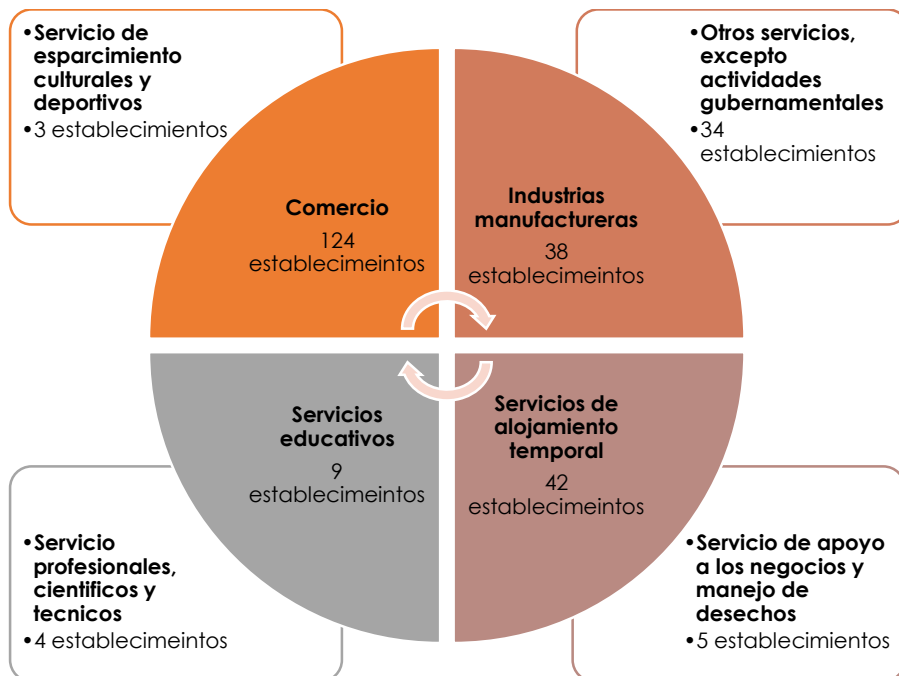 •Servicio de
esparcimiento
culturales y
deportivos
•3 establecimientos
•Otros servicios,
excepto
actividades
gubernamentales
•34
establecimientos
Comercio
124
establecimeintos
Industrias
manufactureras
38
establecimeintos
Servicios
educativos
9
establecimeintos
Servicios de
alojamiento
temporal
42
establecimeintos
•Servicio
profesionales,
cientificos y
tecnicos
•4 establecimeintos
•Servicio de apoyo
a los negocios y
manejo de
desechos
•5 establecimientos